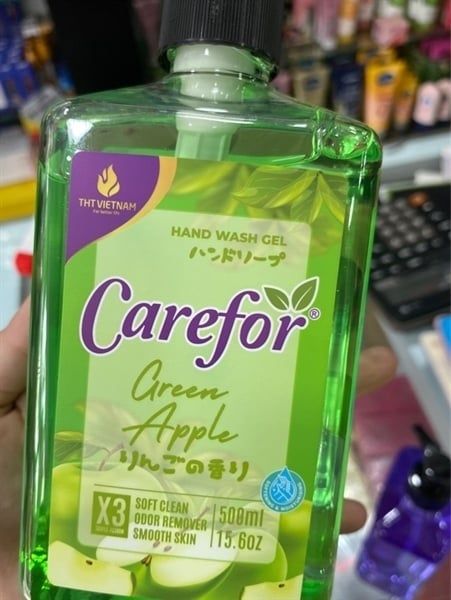 THT VIETNAM
For better life
HAND WASH GEL
ハンドソープ
Carefor®
Green
Apple
りんごの香り
X3
SOFT CLEAN
ODOR REMOVER
SMOOTH SKIN
500ml
15.6oz